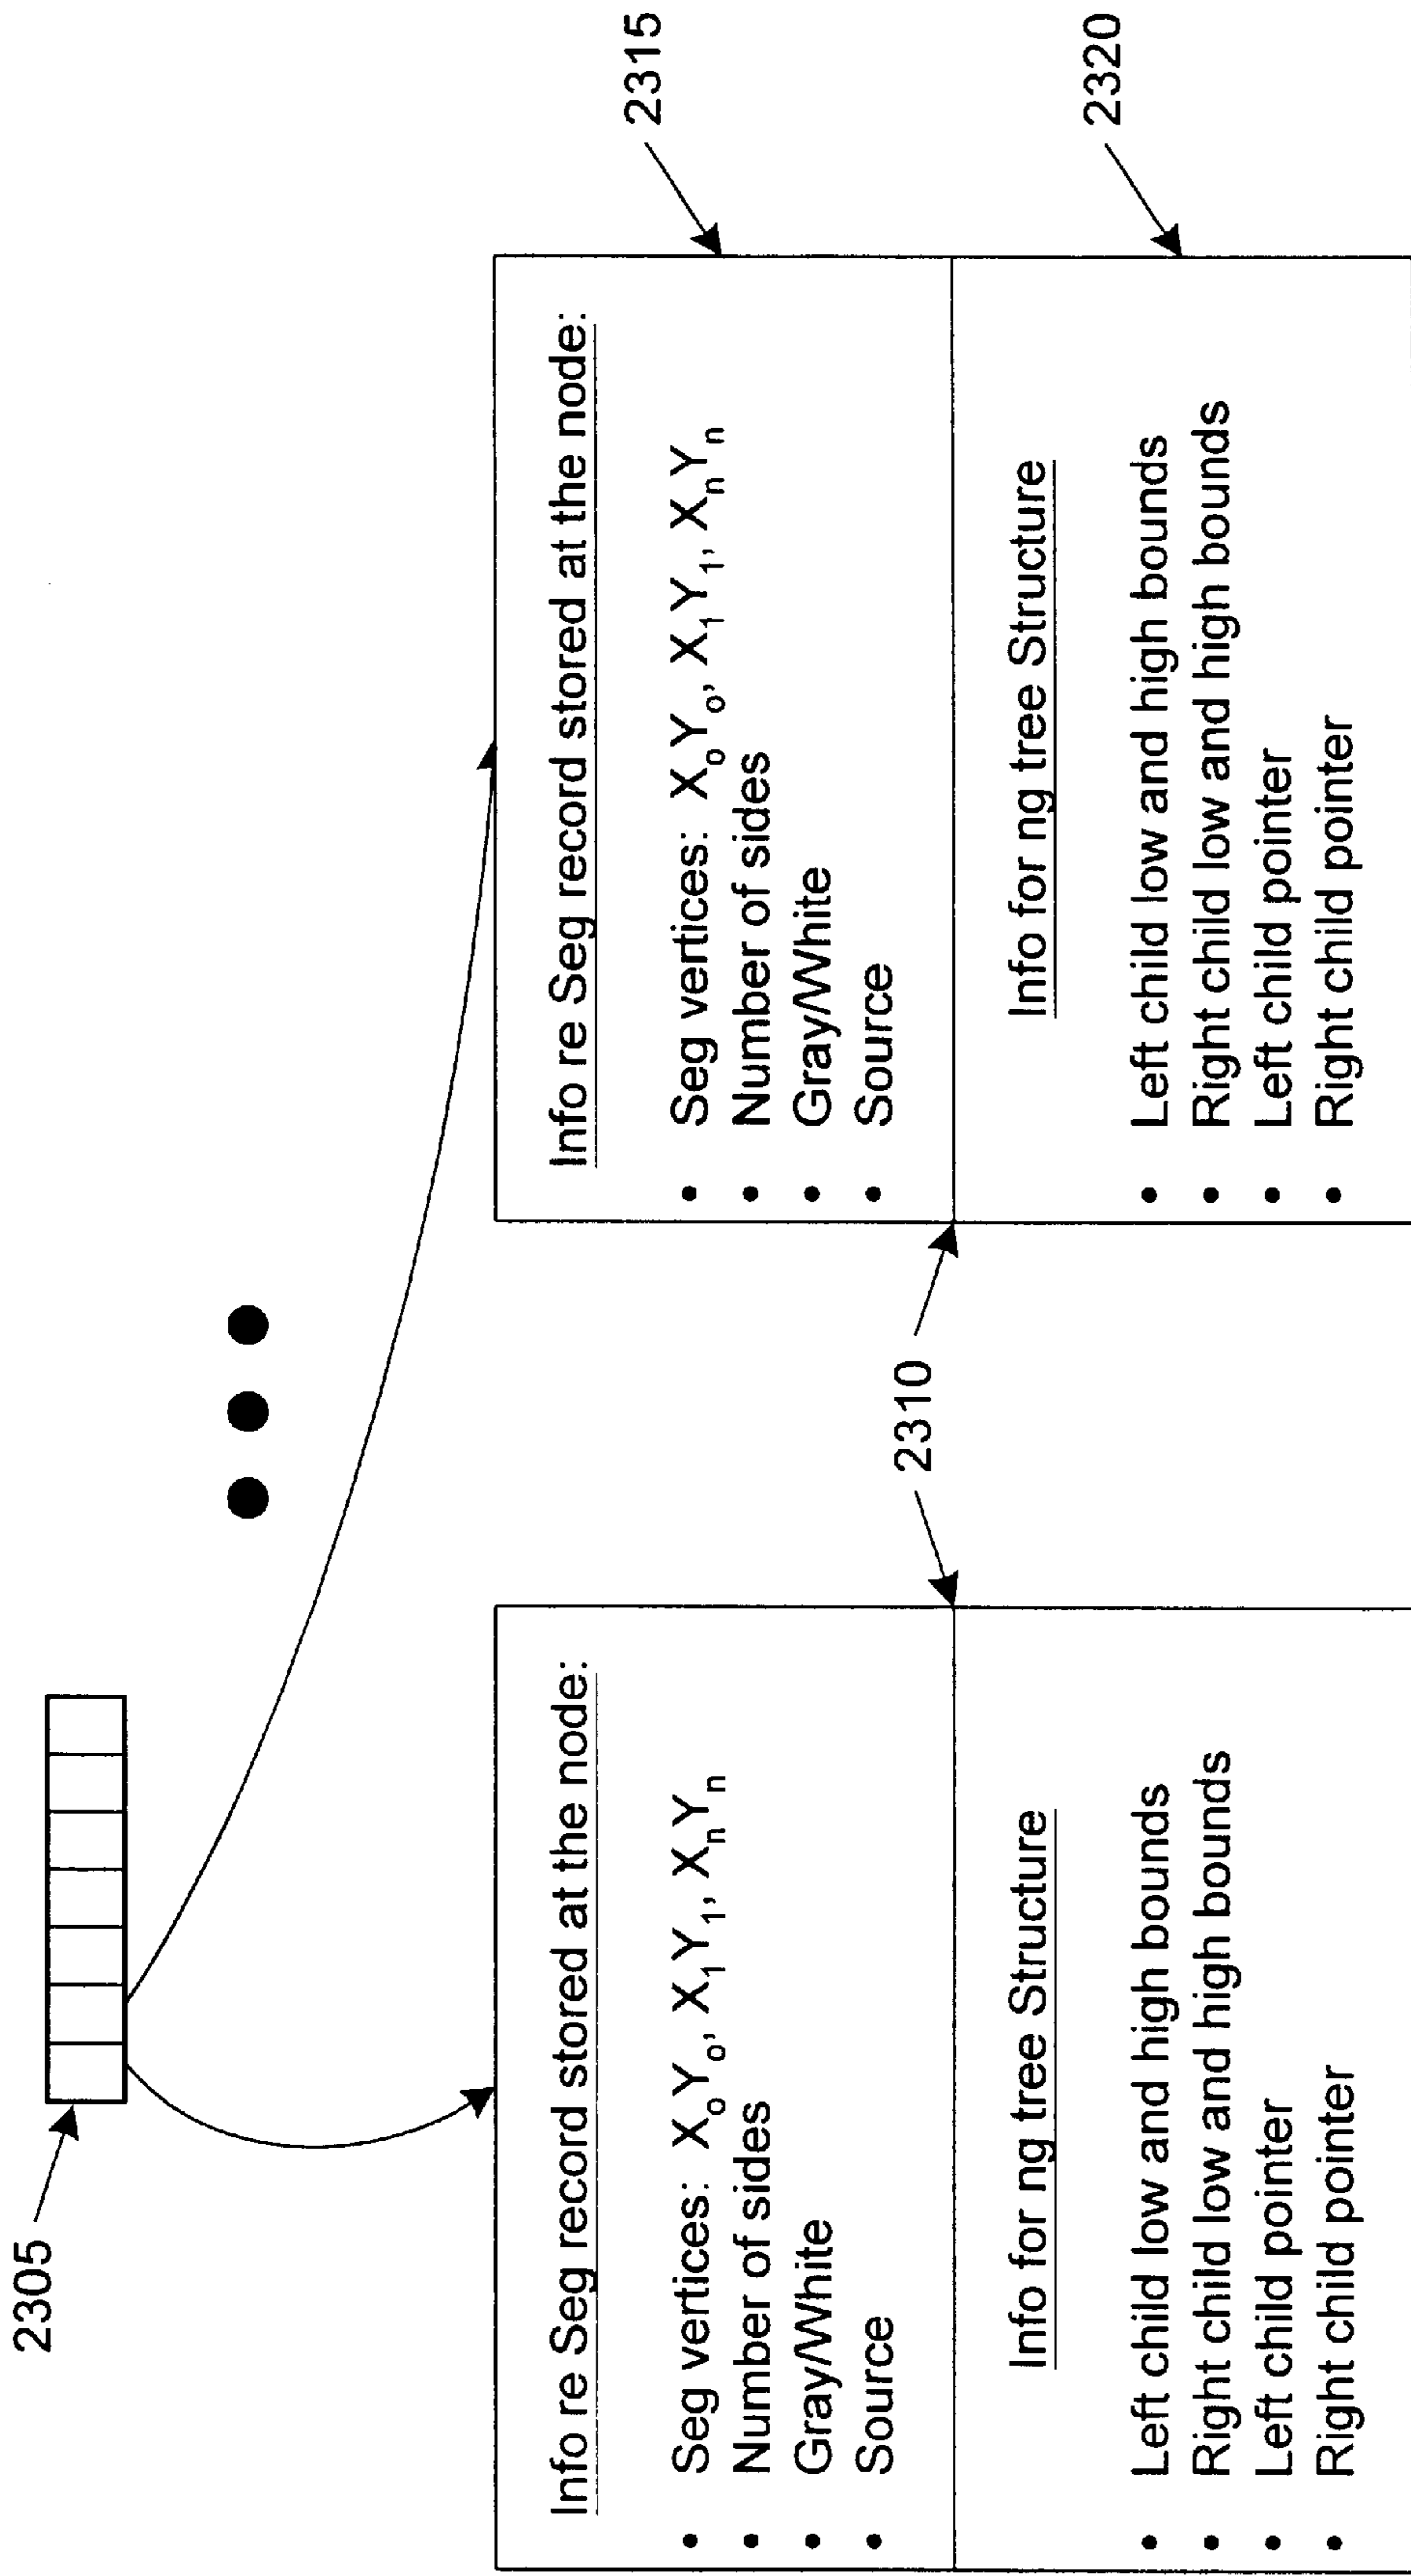 2305
Info re Seg record stored at the node:
• Seg vertices: XₒYₒ, X₁Y₁, XₙYₙ
• Number of sides
• Gray/White
• Source
Info for ng tree Structure
• Left child low and high bounds
• Right child low and high bounds
• Left child pointer
• Right child pointer
2310
Info re Seg record stored at the node:
• Seg vertices: XₒYₒ, X₁Y₁, XₙYₙ
• Number of sides
• Gray/White
• Source
Info for ng tree Structure
• Left child low and high bounds
• Right child low and high bounds
• Left child pointer
• Right child pointer
2315
2320